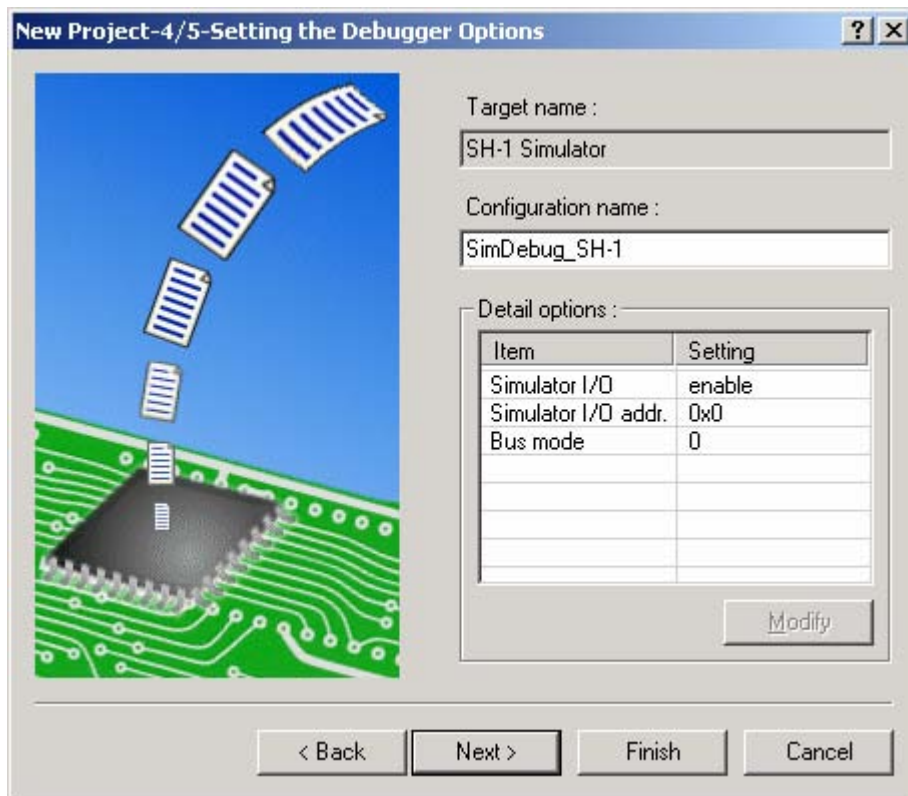 New Project-4/5-Setting the Debugger Options
Target name :
SH-1 Simulator
Configuration name :
SimDebug_SH-1
Detail options :
Item Setting
Simulator I/O enable
Simulator I/O addr. 0x0
Bus mode 0
Modify
< Back Next > Finish Cancel